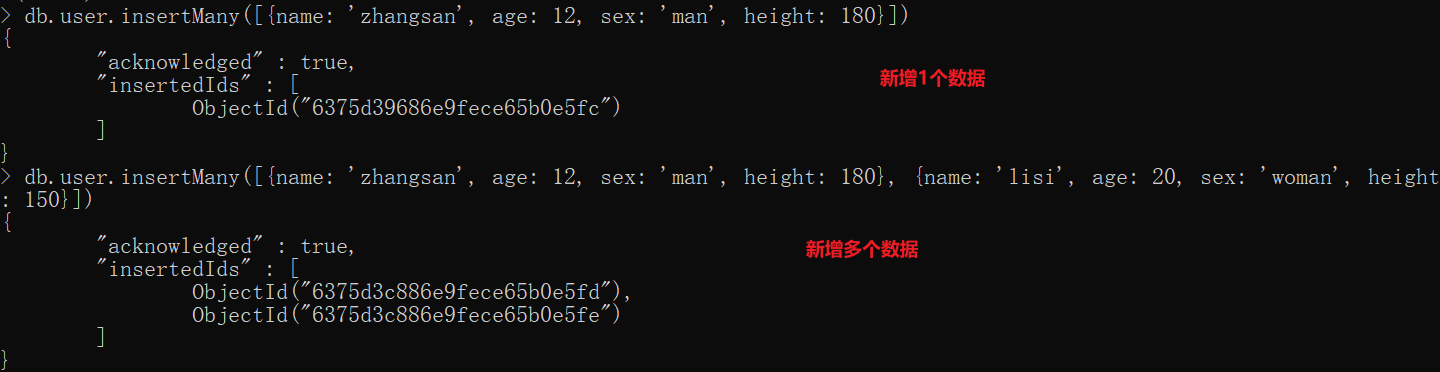 > db.user.insertMany([{name: 'zhangsan', age: 12, sex: 'man', height: 180}])
{
        "acknowledged" : true,
        "insertedIds" : [
新增1个数据
                ObjectId("6375d39686e9fece65b0e5fc")
        ]
}
> db.user.insertMany([{name: 'zhangsan', age: 12, sex: 'man', height: 180}, {name: 'lisi', age: 20, sex: 'woman', height
: 150}])
{
        "acknowledged" : true,
新增多个数据
        "insertedIds" : [
                ObjectId("6375d3c886e9fece65b0e5fd"),
                ObjectId("6375d3c886e9fece65b0e5fe")
        ]
}